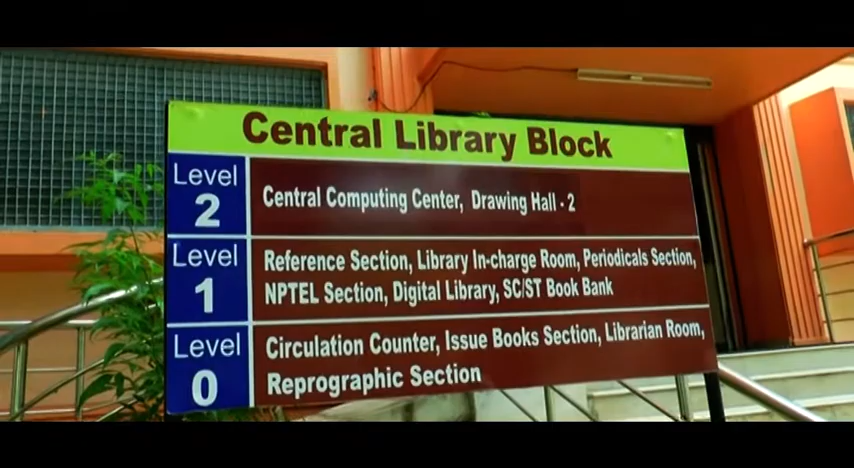 Central Library Block
Level
2
Central Computing Center, Drawing Hall - 2
Level
1
Reference Section, Library In-charge Room, Periodicals Section,
NPTEL Section, Digital Library, SC/ST Book Bank
Level
0
Circulation Counter, Issue Books Section, Librarian Room,
Reprographic Section